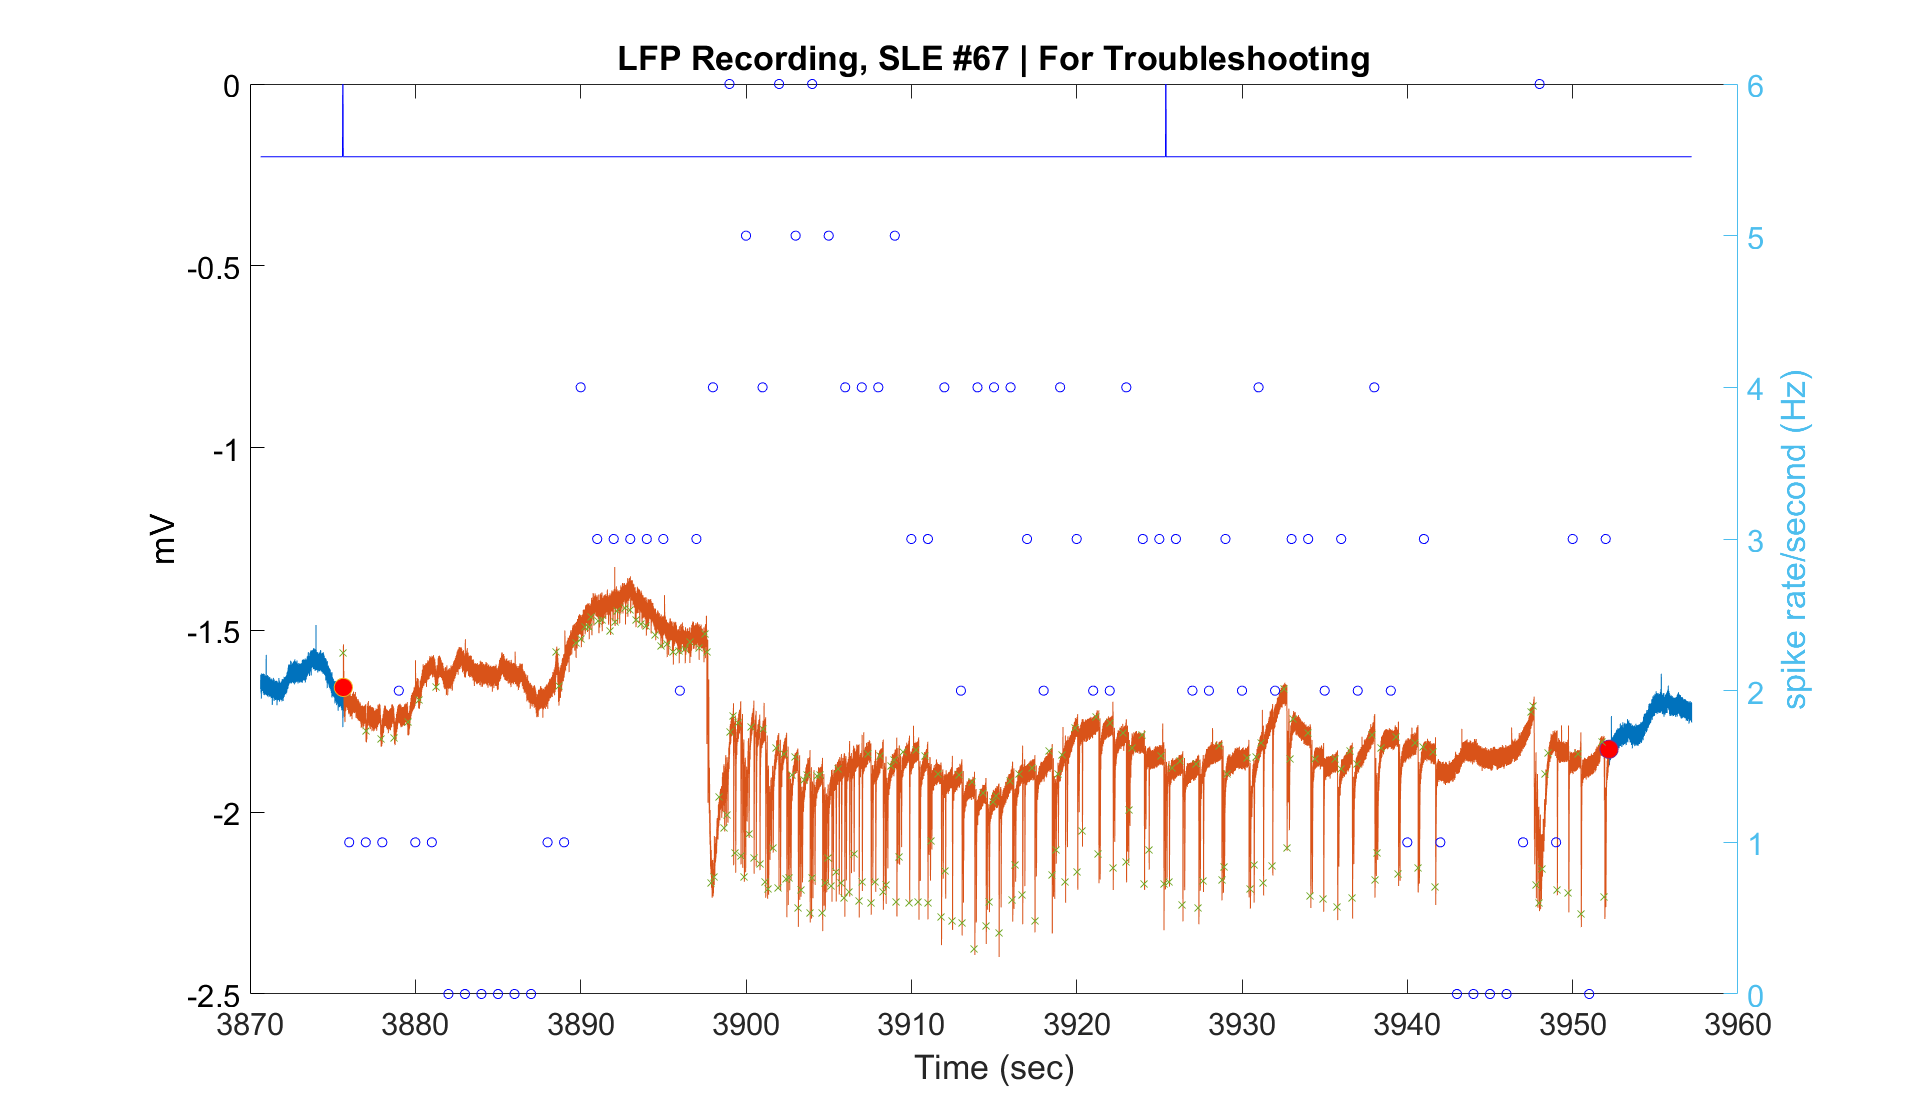 LFP Recording, SLE #67 | For Troubleshooting
0
-0.5
-1
-1.5
-2
-2.5
mV
6
5
4
3
2
1
0
spike rate/second (Hz)
3870 3880 3890 3900 3910 3920 3930 3940 3950 3960
Time (sec)